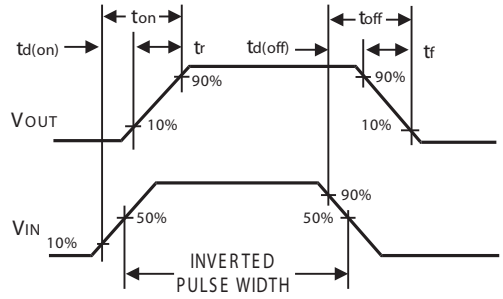 ton toff
td(on) tr td(off) tf
90% 90%
VOUT
10% 10%
90%
VIN 50% 50%
10%
INVERTED
PULSE WIDTH